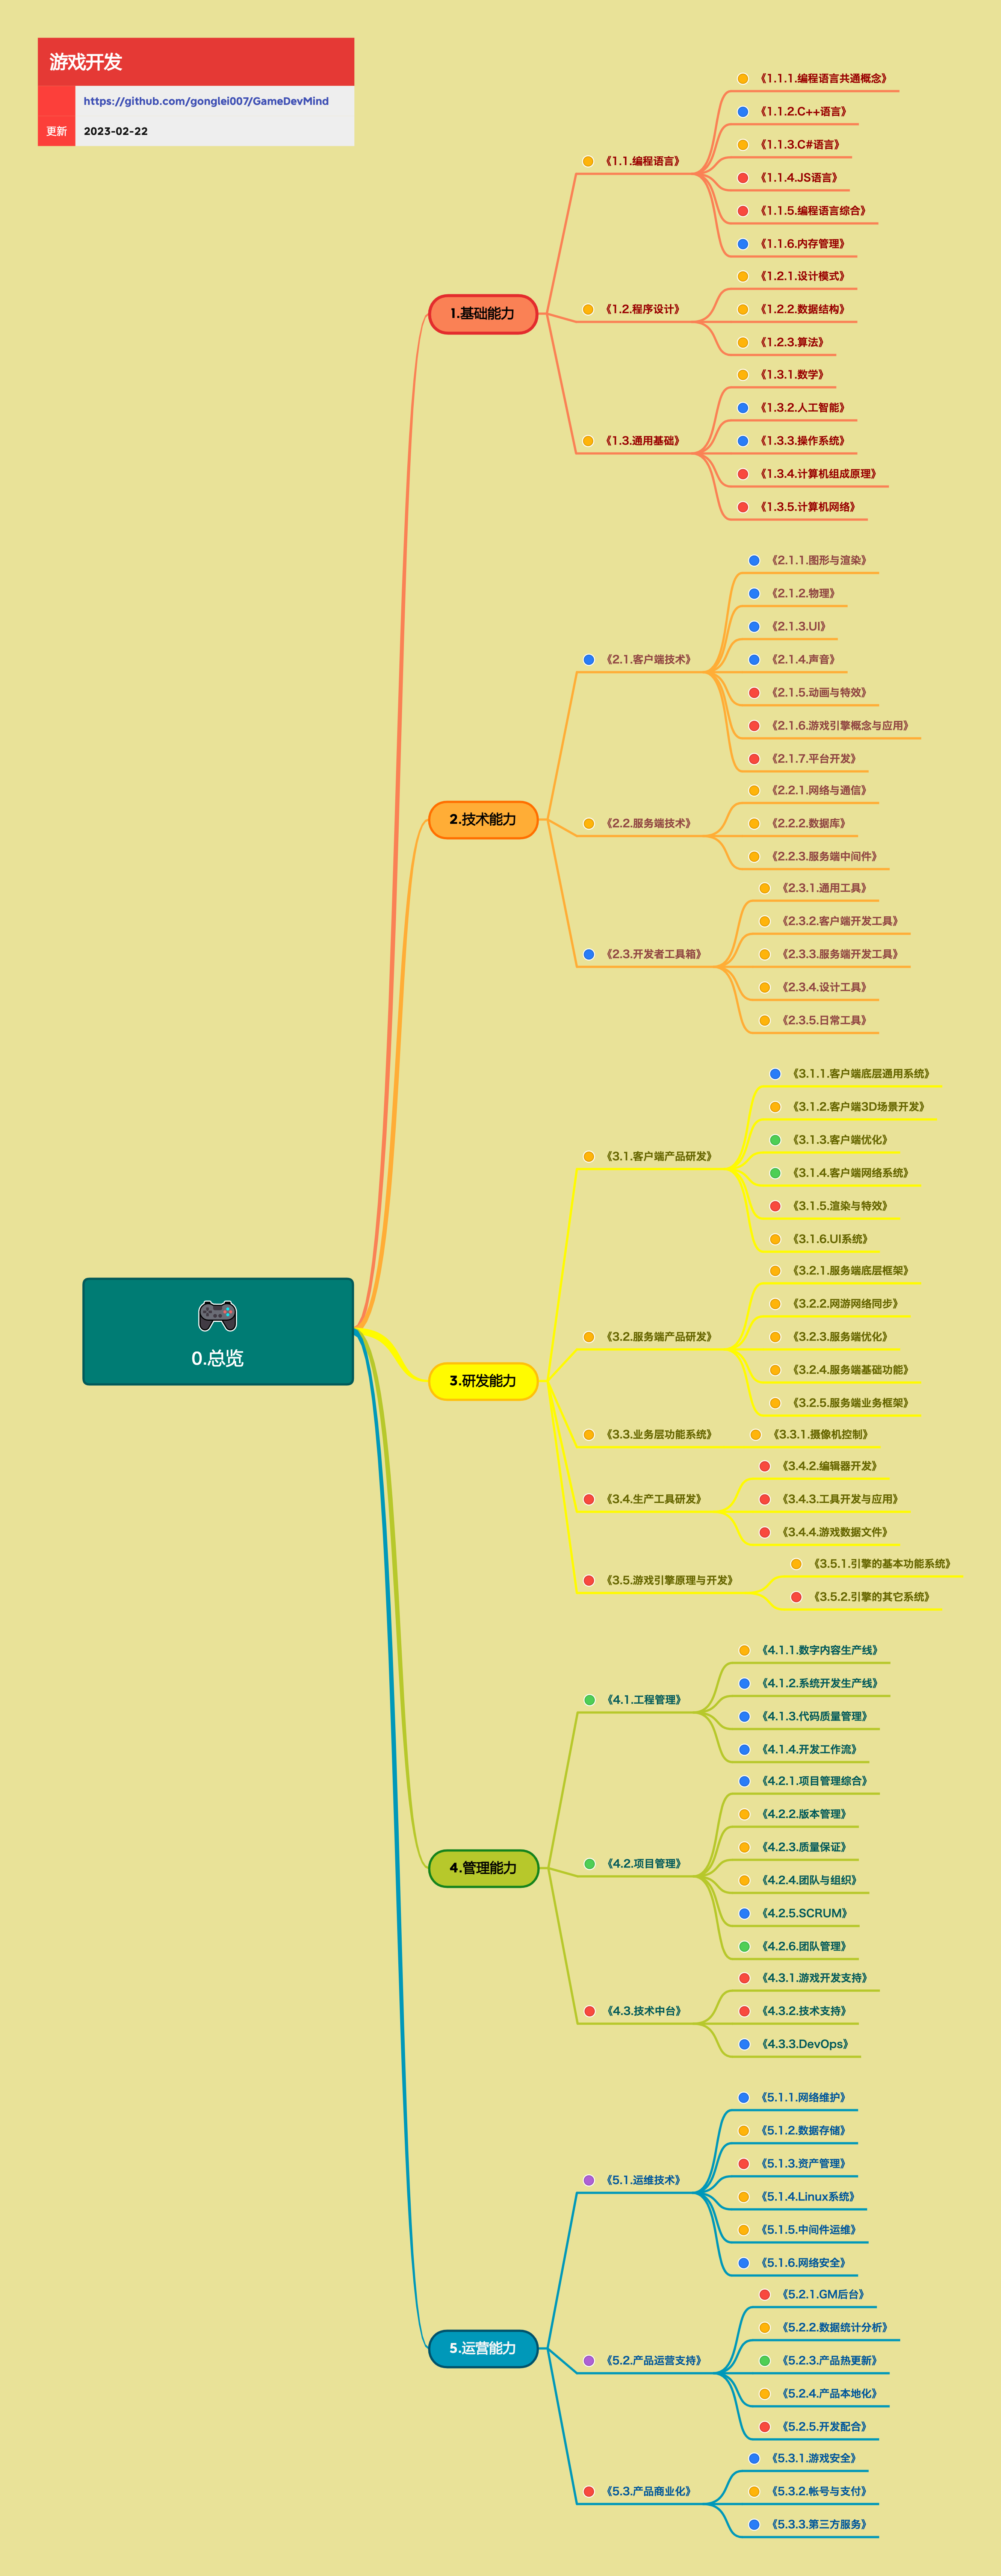 游戏开发
https://github.com/gonglei007/GameDevMind
更新 2023-02-22
0.总览
1.基础能力
《1.1.编程语言》
《1.1.1.编程语言共通概念》
《1.1.2.C++语言》
《1.1.3.C#语言》
《1.1.4.JS语言》
《1.1.5.编程语言综合》
《1.1.6.内存管理》
《1.2.程序设计》
《1.2.1.设计模式》
《1.2.2.数据结构》
《1.2.3.算法》
《1.3.通用基础》
《1.3.1.数学》
《1.3.2.人工智能》
《1.3.3.操作系统》
《1.3.4.计算机组成原理》
《1.3.5.计算机网络》
2.技术能力
《2.1.客户端技术》
《2.1.1.图形与渲染》
《2.1.2.物理》
《2.1.3.UI》
《2.1.4.声音》
《2.1.5.动画与特效》
《2.1.6.游戏引擎概念与应用》
《2.1.7.平台开发》
《2.2.服务端技术》
《2.2.1.网络与通信》
《2.2.2.数据库》
《2.2.3.服务端中间件》
《2.3.开发者工具箱》
《2.3.1.通用工具》
《2.3.2.客户端开发工具》
《2.3.3.服务端开发工具》
《2.3.4.设计工具》
《2.3.5.日常工具》
3.研发能力
《3.1.客户端产品研发》
《3.1.1.客户端底层通用系统》
《3.1.2.客户端3D场景开发》
《3.1.3.客户端优化》
《3.1.4.客户端网络系统》
《3.1.5.渲染与特效》
《3.1.6.UI系统》
《3.2.服务端产品研发》
《3.2.1.服务端底层框架》
《3.2.2.网游网络同步》
《3.2.3.服务端优化》
《3.2.4.服务端基础功能》
《3.2.5.服务端业务框架》
《3.3.业务层功能系统》
《3.3.1.摄像机控制》
《3.4.生产工具研发》
《3.4.2.编辑器开发》
《3.4.3.工具开发与应用》
《3.4.4.游戏数据文件》
《3.5.游戏引擎原理与开发》
《3.5.1.引擎的基本功能系统》
《3.5.2.引擎的其它系统》
4.管理能力
《4.1.工程管理》
《4.1.1.数字内容生产线》
《4.1.2.系统开发生产线》
《4.1.3.代码质量管理》
《4.1.4.开发工作流》
《4.2.项目管理》
《4.2.1.项目管理综合》
《4.2.2.版本管理》
《4.2.3.质量保证》
《4.2.4.团队与组织》
《4.2.5.SCRUM》
《4.2.6.团队管理》
《4.3.技术中台》
《4.3.1.游戏开发支持》
《4.3.2.技术支持》
《4.3.3.DevOps》
5.运营能力
《5.1.运维技术》
《5.1.1.网络维护》
《5.1.2.数据存储》
《5.1.3.资产管理》
《5.1.4.Linux系统》
《5.1.5.中间件运维》
《5.1.6.网络安全》
《5.2.产品运营支持》
《5.2.1.GM后台》
《5.2.2.数据统计分析》
《5.2.3.产品热更新》
《5.2.4.产品本地化》
《5.2.5.开发配合》
《5.3.产品商业化》
《5.3.1.游戏安全》
《5.3.2.帐号与支付》
《5.3.3.第三方服务》